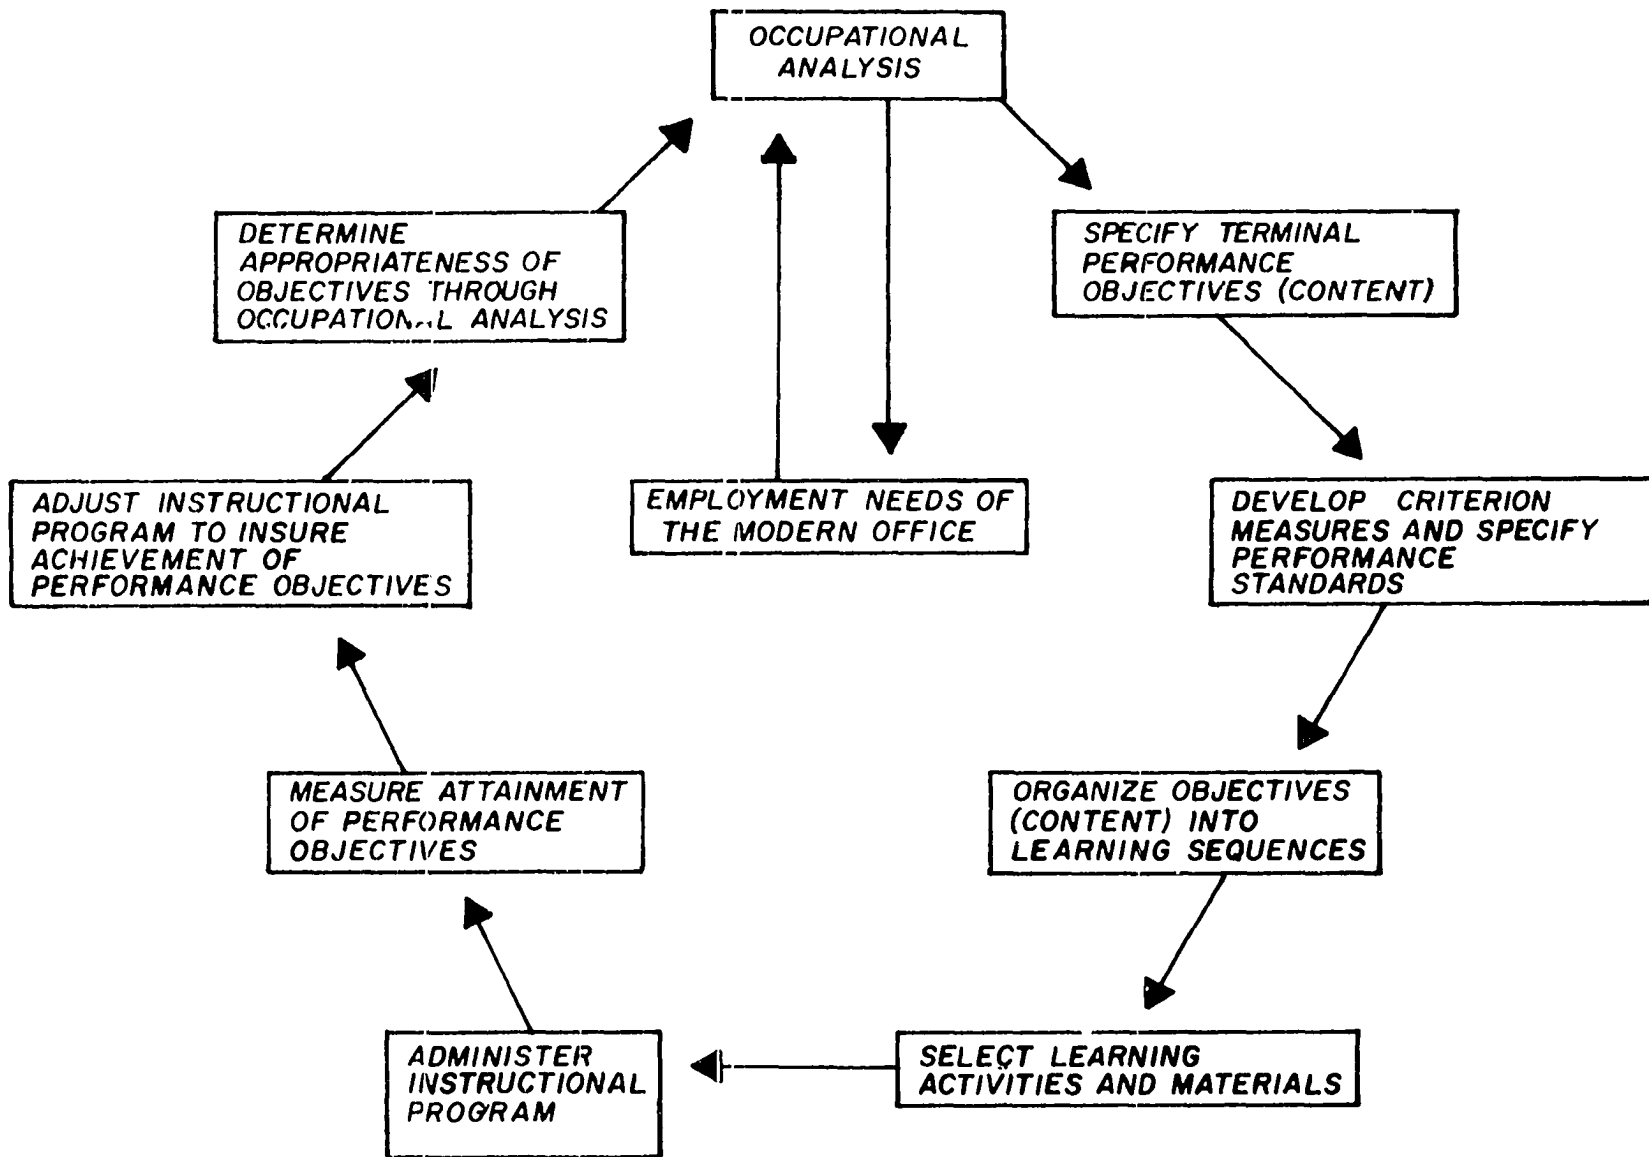 OCCUPATIONAL
ANALYSIS
SPECIFY TERMINAL
PERFORMANCE
OBJECTIVES (CONTENT)
DEVELOP CRITERION
MEASURES AND SPECIFY
PERFORMANCE
STANDARDS
ORGANIZE OBJECTIVES
(CONTENT) INTO
LEARNING SEQUENCES
SELECT LEARNING
ACTIVITIES AND MATERIALS
ADMINISTER
INSTRUCTIONAL
PROGRAM
MEASURE ATTAINMENT
OF PERFORMANCE
OBJECTIVES
ADJUST INSTRUCTIONAL
PROGRAM TO INSURE
ACHIEVEMENT OF
PERFORMANCE OBJECTIVES
DETERMINE
APPROPRIATENESS OF
OBJECTIVES THROUGH
OCCUPATIONAL ANALYSIS
EMPLOYMENT NEEDS OF
THE MODERN OFFICE